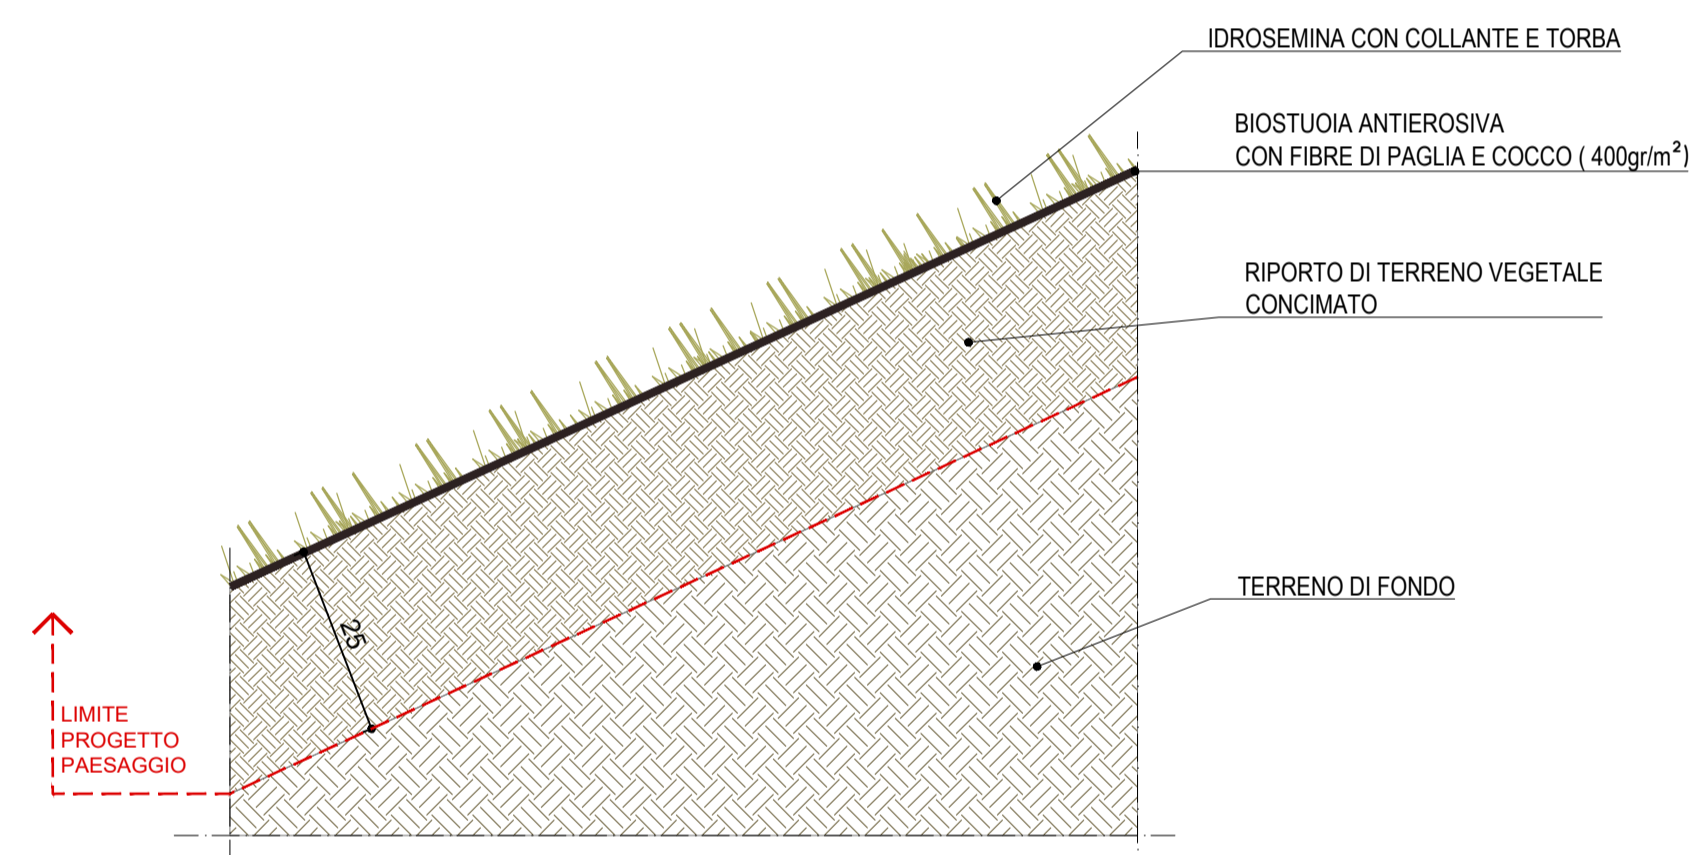 IDROSEMINA CON COLLANTE E TORBA
BIOSTUOIA ANTIEROSIVA
CON FIBRE DI PAGLIA E COCCO ( 400gr/m²)
RIPORTO DI TERRENO VEGETALE
CONCIMATO
TERRENO DI FONDO
25
LIMITE
PROGETTO
PAESAGGIO